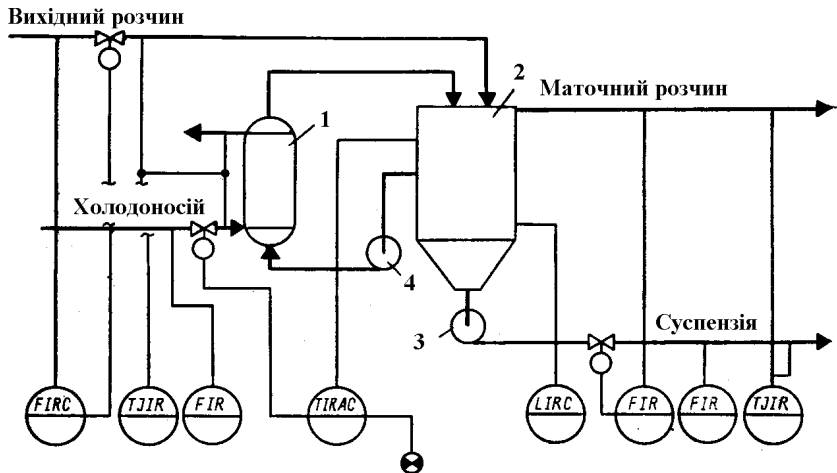 Вихідний розчин
2
Маточний розчин
1
Холодоносій
4
3
Суспензія
FIRC
TJIR
FIR
TIRAC
LIRC
FIR
FIR
TJIR